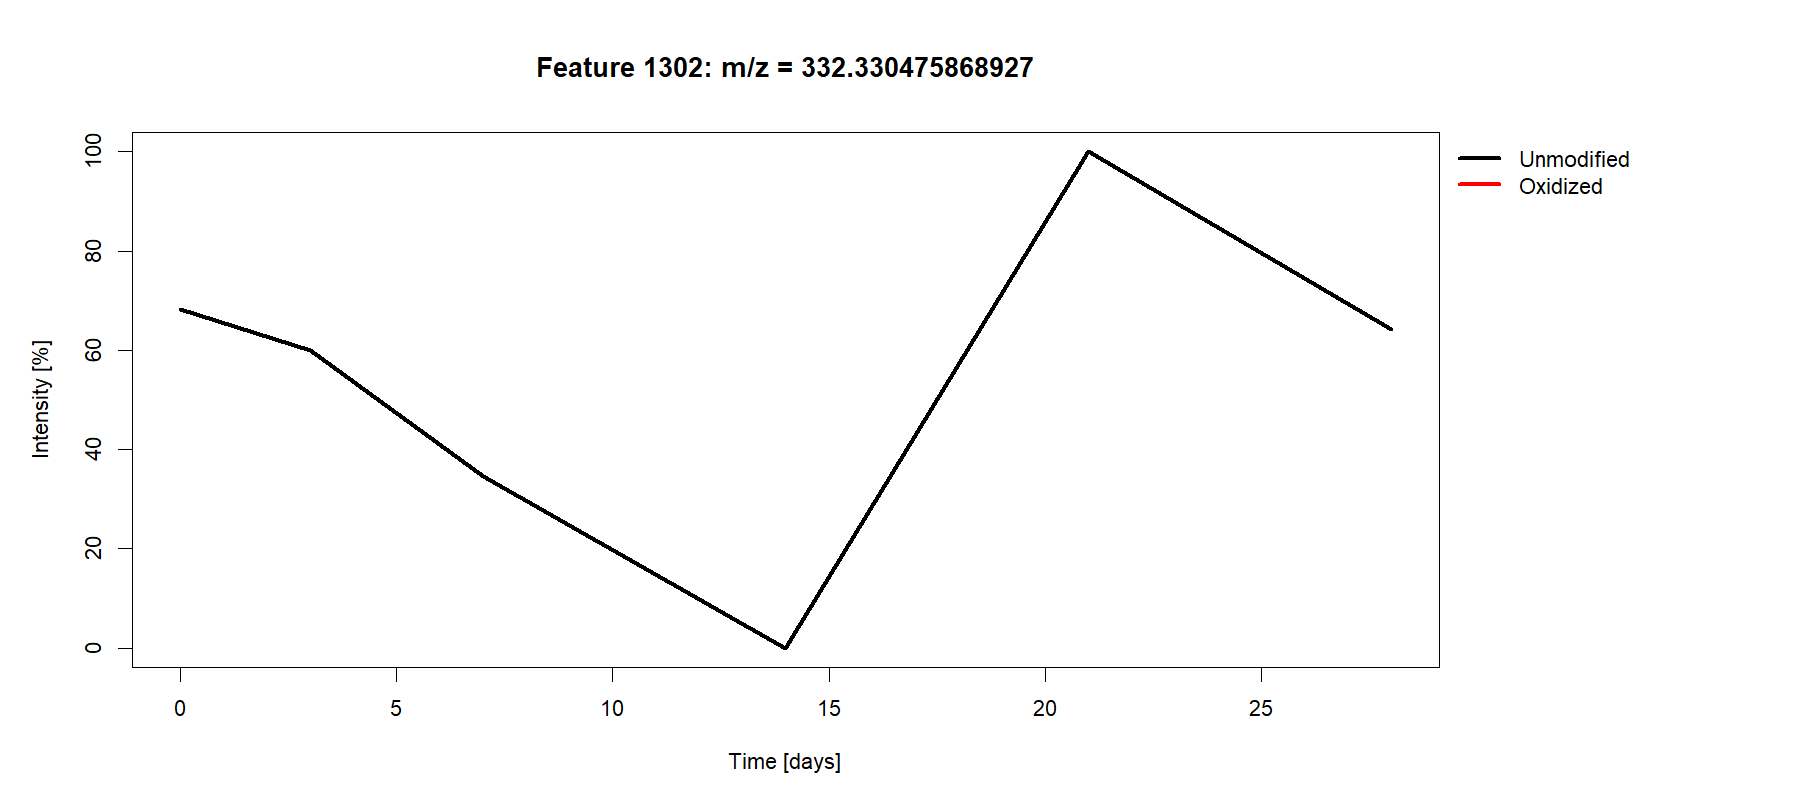 Feature 1302: m/z = 332.330475868927
Unmodified
Oxidized
Intensity [%]
100
80
60
40
20
0
0 5 10 15 20 25
Time [days]